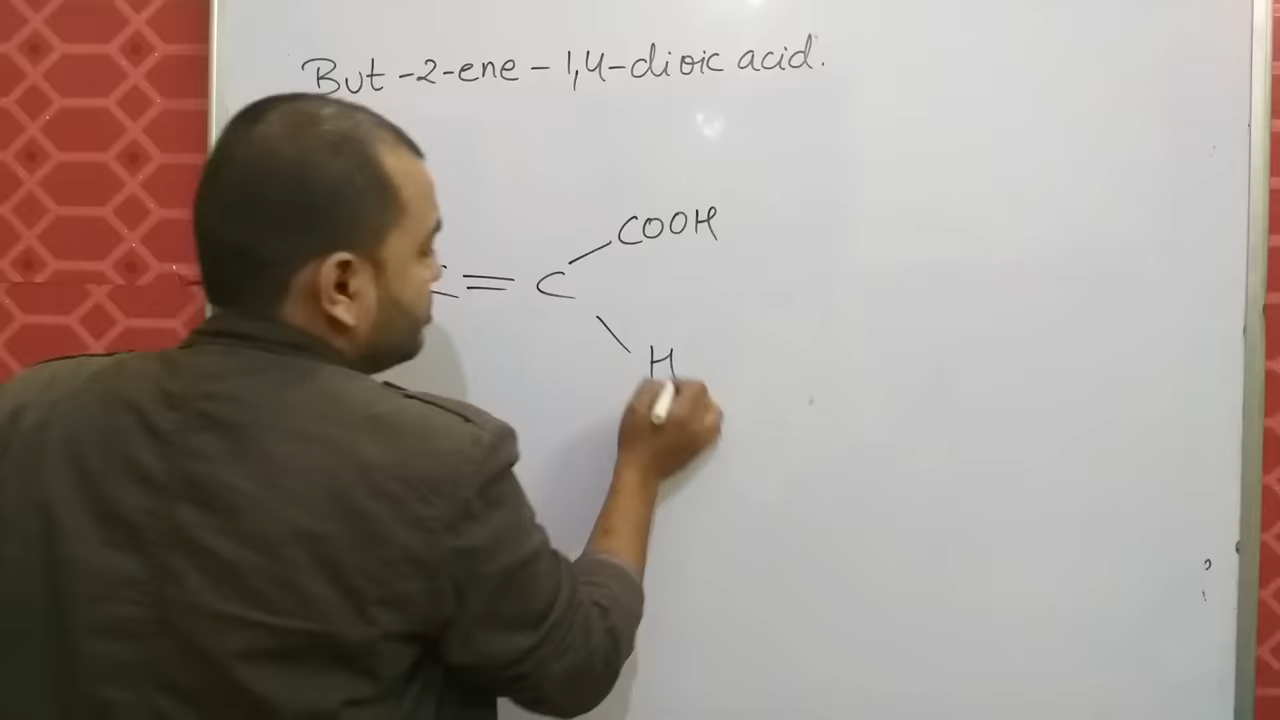 But-2-ene-1,4-dioic acid.
COOH
= C
H